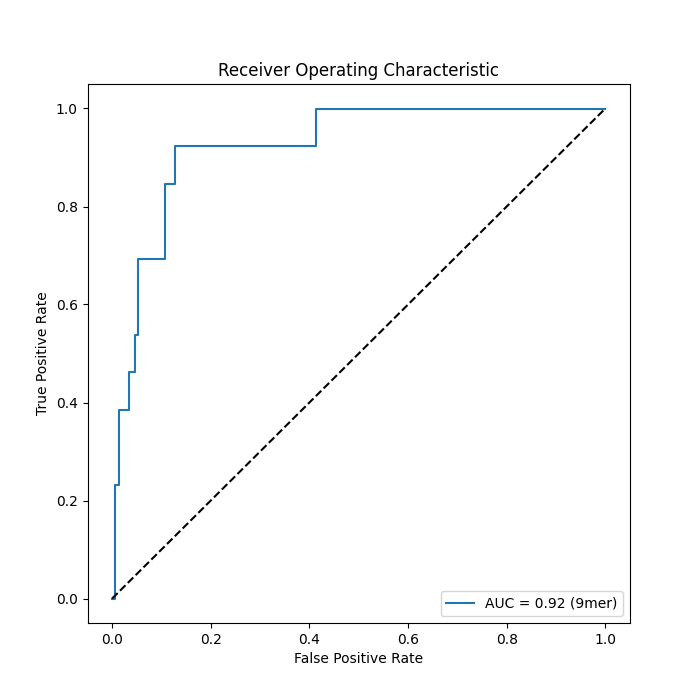 Receiver Operating Characteristic
1.0
0.8
0.6
0.4
0.2
0.0
True Positive Rate
AUC = 0.92 (9mer)
0.0 0.2 0.4 0.6 0.8 1.0
False Positive Rate